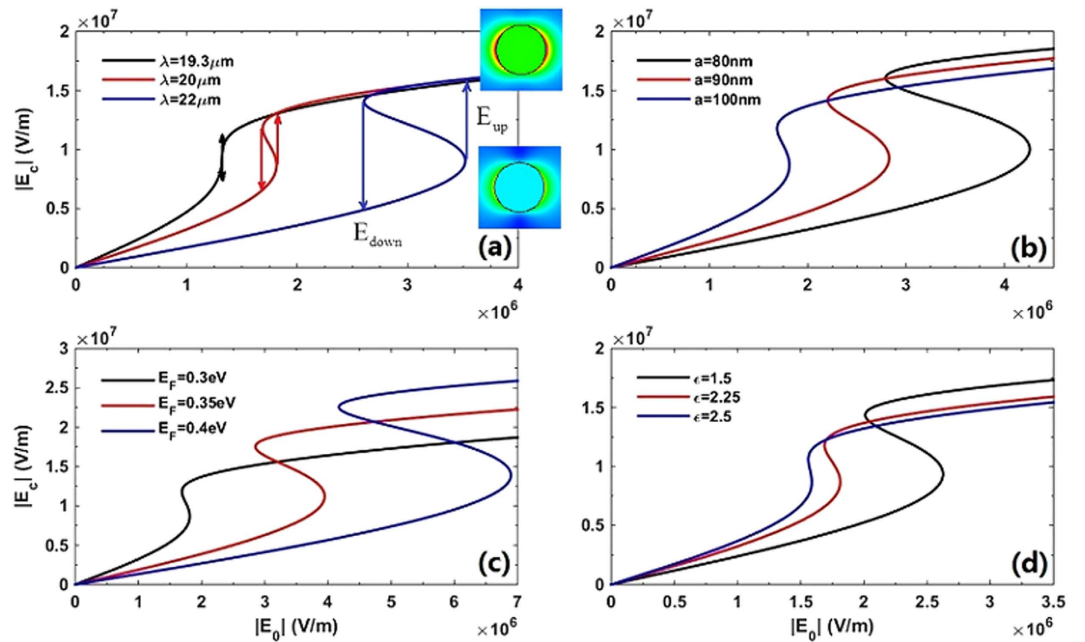 ×10⁷
2
1.5
1
0.5
0
|E_c| (V/m)
λ=19.3μm
λ=20μm
λ=22μm
E_up
E_down
(a)
0 1 2 3 4
×10⁶
×10⁷
2
1.5
1
0.5
0
a=80nm
a=90nm
a=100nm
(b)
0 1 2 3 4
×10⁶
×10⁷
3
2.5
2
1.5
1
0.5
0
|E_c| (V/m)
E_F=0.3eV
E_F=0.35eV
E_F=0.4eV
(c)
0 1 2 3 4 5 6 7
|E_0| (V/m)
×10⁶
×10⁷
2
1.5
1
0.5
0
ϵ=1.5
ϵ=2.25
ϵ=2.5
(d)
0 0.5 1 1.5 2 2.5 3 3.5
|E_0| (V/m)
×10⁶